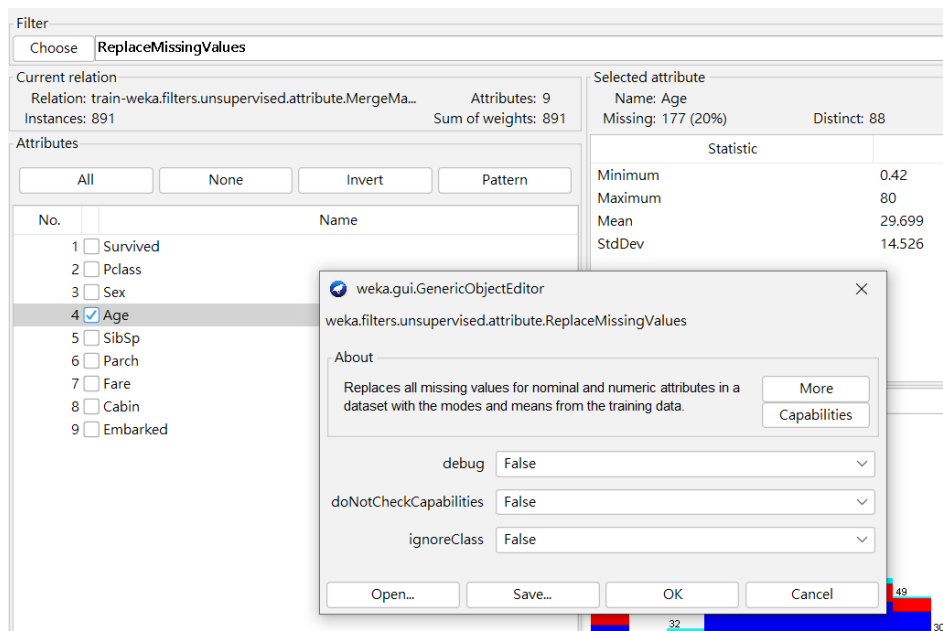 Filter
Choose ReplaceMissingValues
Current relation
Relation: train-weka.filters.unsupervised.attribute.MergeMa... Attributes: 9
Instances: 891 Sum of weights: 891
Attributes
All None Invert Pattern
No. Name
1 Survived
2 Pclass
3 Sex
4 Age
5 SibSp
6 Parch
7 Fare
8 Cabin
9 Embarked
Selected attribute
Name: Age
Missing: 177 (20%) Distinct: 88
Statistic
Minimum 0.42
Maximum 80
Mean 29.699
StdDev 14.526
weka.gui.GenericObjectEditor
weka.filters.unsupervised.attribute.ReplaceMissingValues
About
Replaces all missing values for nominal and numeric attributes in a
dataset with the modes and means from the training data.
More
Capabilities
debug False
doNotCheckCapabilities False
ignoreClass False
Open... Save... OK Cancel
49
32
30